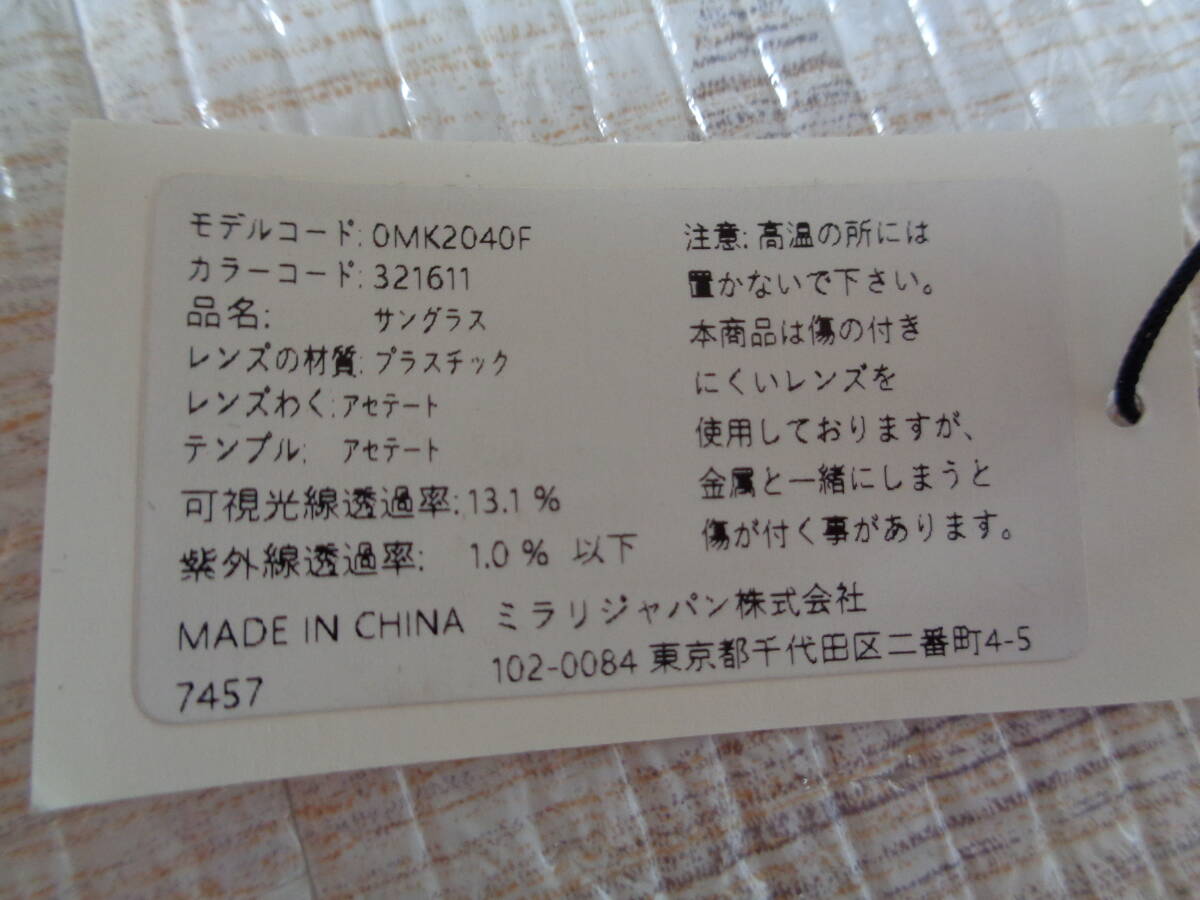 モデルコード: 0MK2040F
カラーコード: 321611
品名: サングラス
レンズの材質: プラスチック
レンズわく: アセテート
テンプル: アセテート
可視光線透過率: 13.1 %
紫外線透過率: 1.0 % 以下
注意: 高温の所には
置かないで下さい。
本商品は傷の付き
にくいレンズを
使用しておりますが、
金属と一緒にしまうと
傷が付く事があります。
MADE IN CHINA ミラリジャパン株式会社
7457 102-0084 東京都千代田区二番町4-5